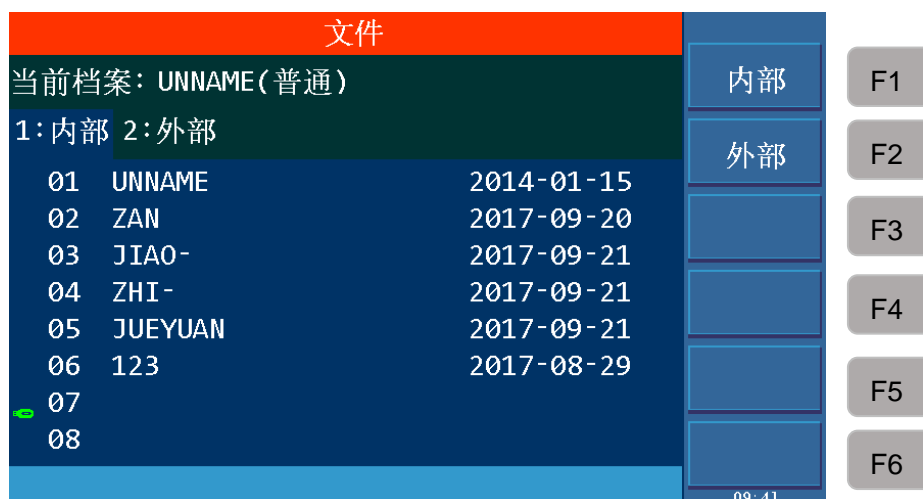 文件
当前档案: UNNAME(普通)
1:内部 2:外部
01 UNNAME 2014-01-15
02 ZAN 2017-09-20
03 JIAO- 2017-09-21
04 ZHI- 2017-09-21
05 JUEYUAN 2017-09-21
06 123 2017-08-29
07
08
内部
外部
09:41
F1
F2
F3
F4
F5
F6